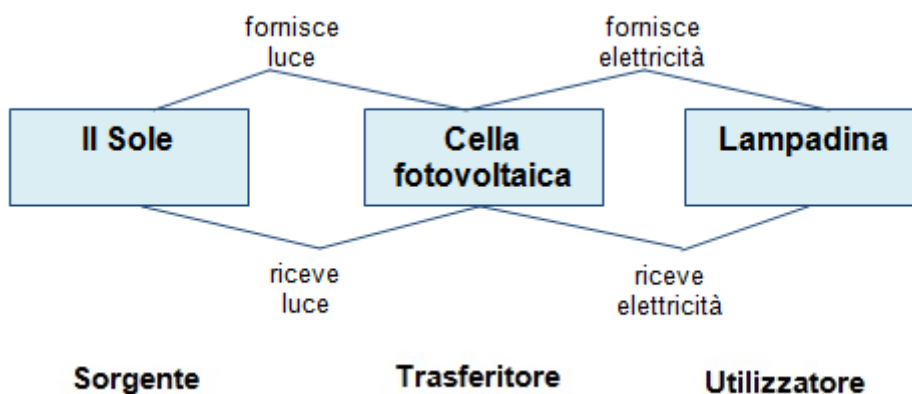 fornisce
luce
fornisce
elettricità
Il Sole
Cella
fotovoltaica
Lampadina
riceve
luce
riceve
elettricità
Sorgente
Trasferitore
Utilizzatore